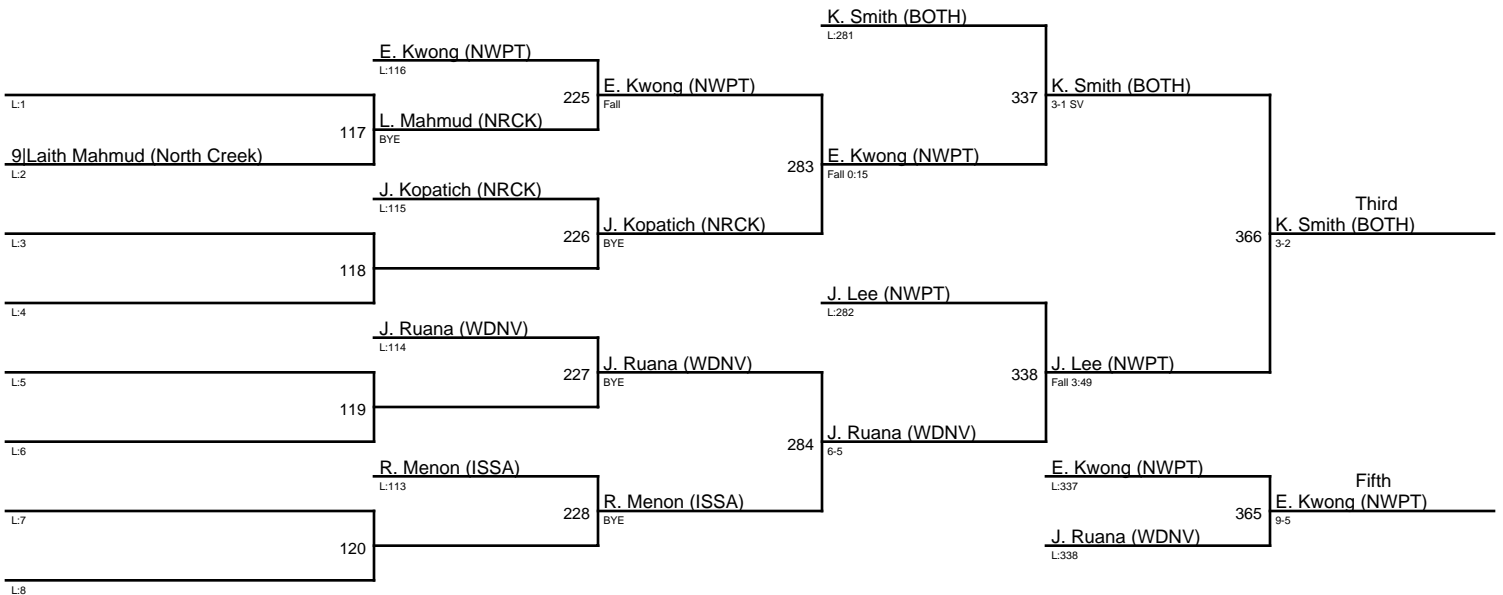 K. Smith (BOTH)
L:281
E. Kwong (NWPT)
L:116
225
E. Kwong (NWPT)
Fall
337
K. Smith (BOTH)
3-1 SV
L:1
117
L. Mahmud (NRCK)
BYE
9|Laith Mahmud (North Creek)
L:2
283
E. Kwong (NWPT)
Fall 0:15
J. Kopatich (NRCK)
L:115
Third
226
J. Kopatich (NRCK)
BYE
366
K. Smith (BOTH)
3-2
L:3
118
L:4
J. Lee (NWPT)
L:282
J. Ruana (WDNV)
L:114
227
J. Ruana (WDNV)
BYE
338
J. Lee (NWPT)
Fall 3:49
L:5
119
L:6
284
J. Ruana (WDNV)
6-5
R. Menon (ISSA)
L:113
E. Kwong (NWPT)
L:337
Fifth
228
R. Menon (ISSA)
BYE
365
E. Kwong (NWPT)
9-5
L:7
120
J. Ruana (WDNV)
L:338
L:8